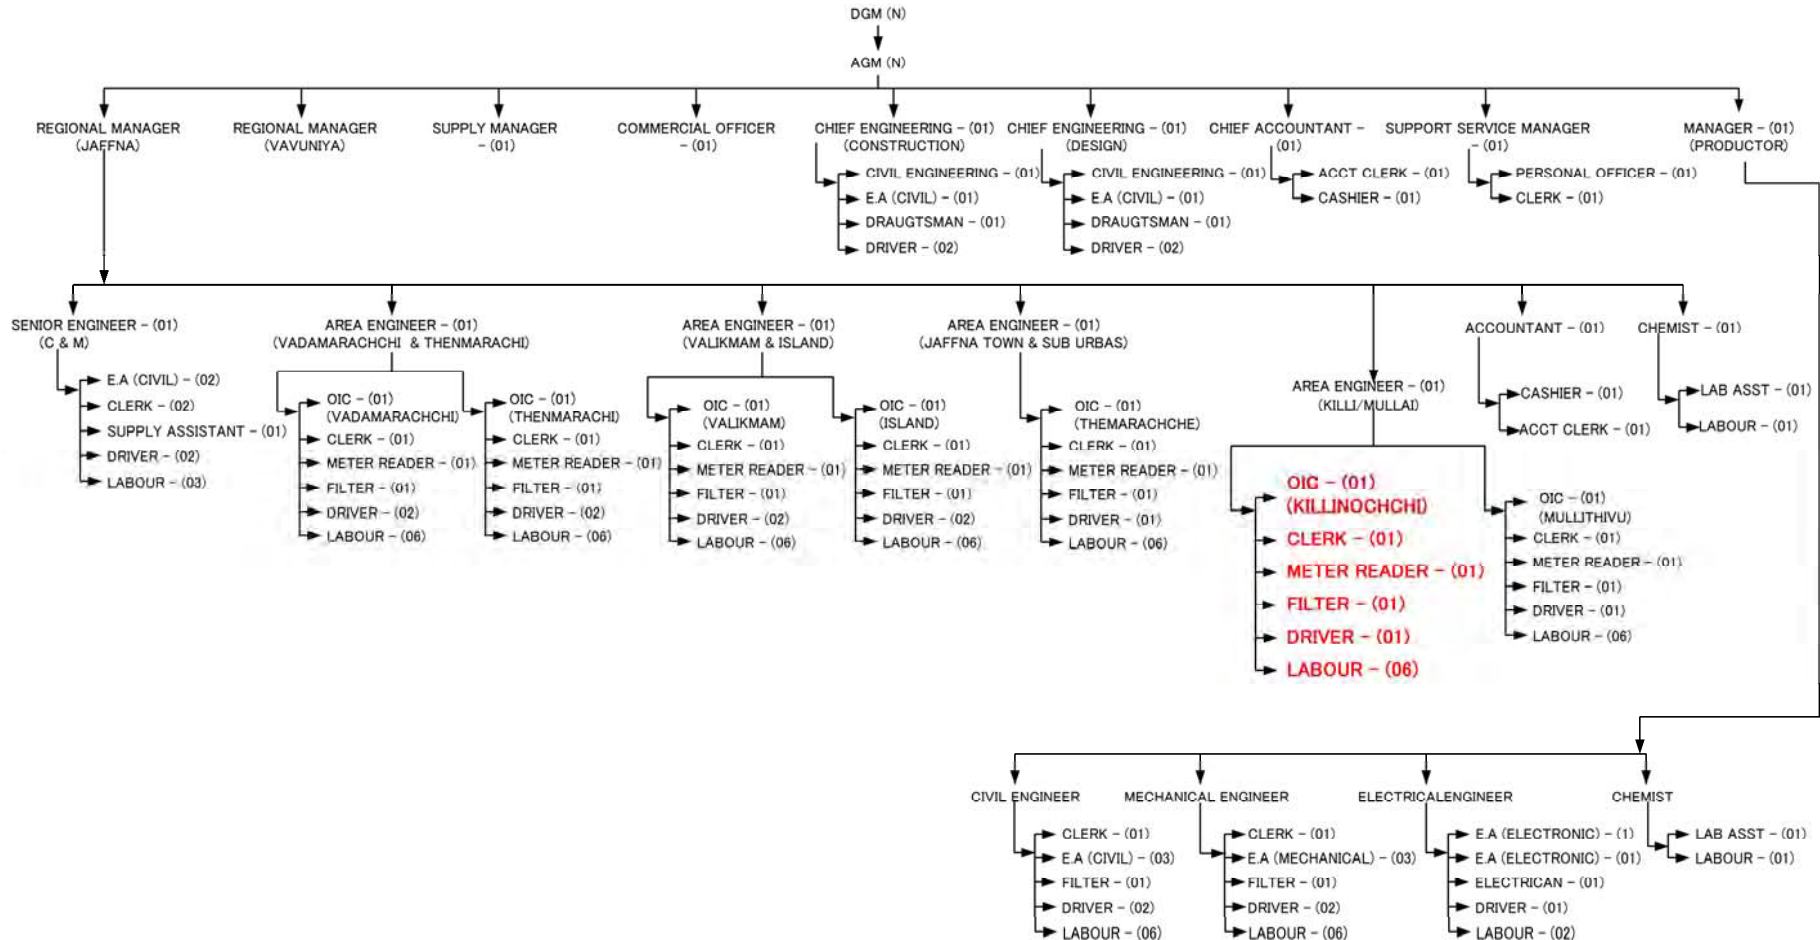 DGM (N)
AGM (N)
REGIONAL MANAGER
(JAFFNA)
REGIONAL MANAGER
(VAVUNIYA)
SUPPLY MANAGER
- (01)
COMMERCIAL OFFICER
- (01)
CHIEF ENGINEERING - (01)
(CONSTRUCTION)
CIVIL ENGINEERING - (01)
E.A (CIVIL) - (01)
DRAUGTSMAN - (01)
DRIVER - (02)
CHIEF ENGINEERING - (01)
(DESIGN)
CIVIL ENGINEERING - (01)
E.A (CIVIL) - (01)
DRAUGTSMAN - (01)
DRIVER - (02)
CHIEF ACCOUNTANT -
(01)
ACCT CLERK - (01)
CASHIER - (01)
SUPPORT SERVICE MANAGER
- (01)
PERSONAL OFFICER - (01)
CLERK - (01)
MANAGER - (01)
(PRODUCTOR)
SENIOR ENGINEER - (01)
(C & M)
E.A (CIVIL) - (02)
CLERK - (02)
SUPPLY ASSISTANT - (01)
DRIVER - (02)
LABOUR - (03)
AREA ENGINEER - (01)
(VADAMARACHCHI & THENMARACHI)
OIC - (01)
(VADAMARACHCHI)
CLERK - (01)
METER READER - (01)
FILTER - (01)
DRIVER - (02)
LABOUR - (06)
OIC - (01)
(THENMARACHI)
CLERK - (01)
METER READER - (01)
FILTER - (01)
DRIVER - (02)
LABOUR - (06)
AREA ENGINEER - (01)
(VALIKMAM & ISLAND)
OIC - (01)
(VALIKMAM)
CLERK - (01)
METER READER - (01)
FILTER - (01)
DRIVER - (02)
LABOUR - (06)
OIC - (01)
(ISLAND)
CLERK - (01)
METER READER - (01)
FILTER - (01)
DRIVER - (02)
LABOUR - (06)
AREA ENGINEER - (01)
(JAFFNA TOWN & SUB URBAS)
OIC - (01)
(THEMARACHCHE)
CLERK - (01)
METER READER - (01)
FILTER - (01)
DRIVER - (01)
LABOUR - (06)
AREA ENGINEER - (01)
(KILLI/MULLAI)
OIC - (01)
(KILLINOCHCHI)
CLERK - (01)
METER READER - (01)
FILTER - (01)
DRIVER - (01)
LABOUR - (06)
OIC - (01)
(MULLITHIVU)
CLERK - (01)
METER READER - (01)
FILTER - (01)
DRIVER - (01)
LABOUR - (06)
ACCOUNTANT - (01)
CASHIER - (01)
ACCT CLERK - (01)
CHEMIST - (01)
LAB ASST - (01)
LABOUR - (01)
CIVIL ENGINEER
CLERK - (01)
E.A (CIVIL) - (03)
FILTER - (01)
DRIVER - (02)
LABOUR - (06)
MECHANICAL ENGINEER
CLERK - (01)
E.A (MECHANICAL) - (03)
FILTER - (01)
DRIVER - (02)
LABOUR - (06)
ELECTRICALENGINEER
E.A (ELECTRONIC) - (1)
E.A (ELECTRONIC) - (01)
ELECTRICAN - (01)
DRIVER - (01)
LABOUR - (02)
CHEMIST
LAB ASST - (01)
LABOUR - (01)